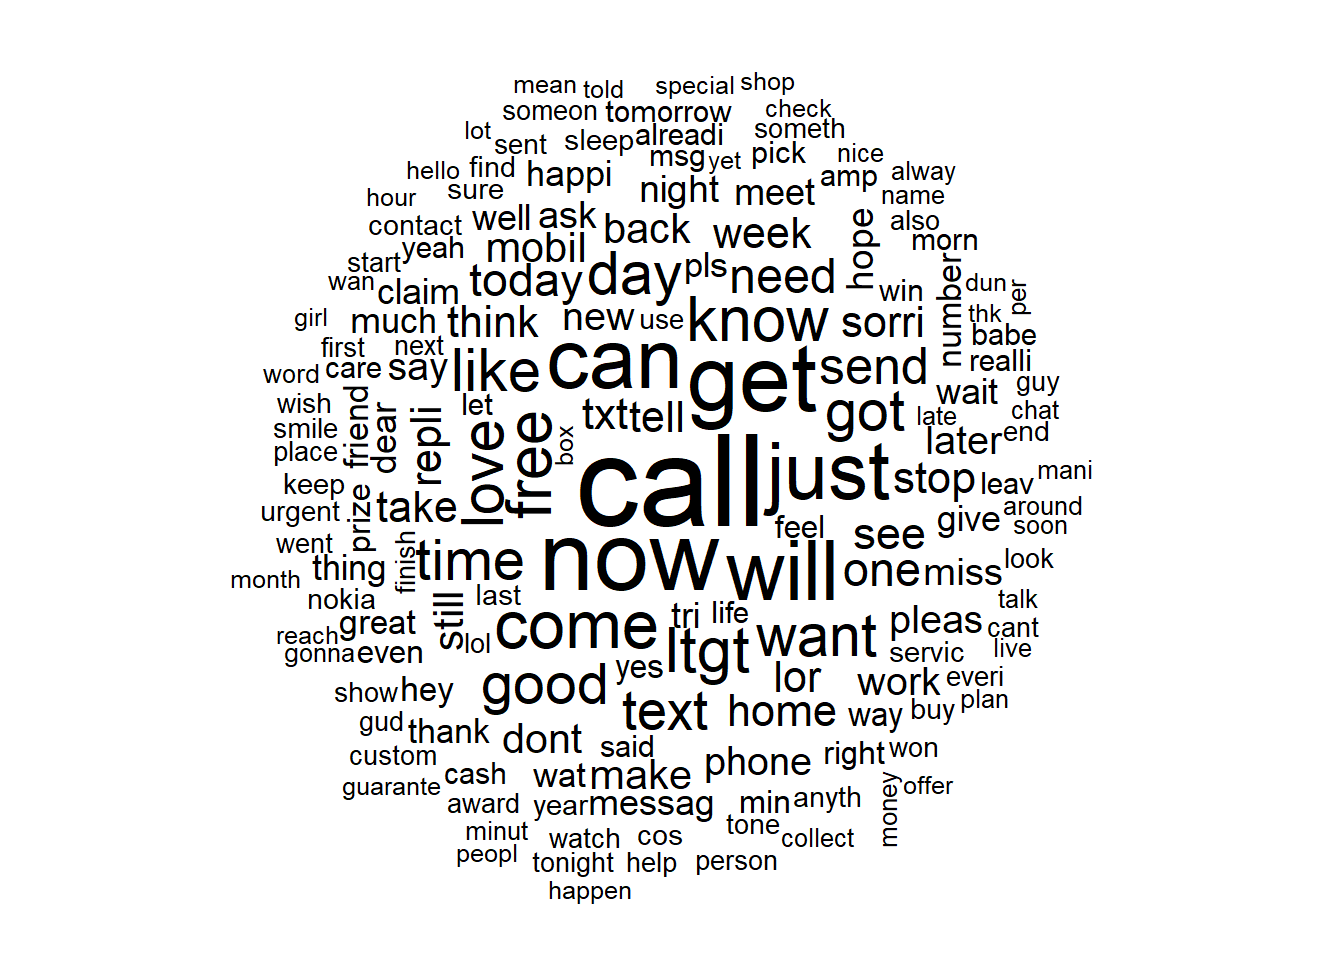 mean told special shop
someon tomorrow check
lot sent sleep alreadi someth
msg yet pick nice
hello find happi night meet amp alway
hour sure name
contact well ask back week hope also
yeah mobil morn
start today day pls need number
wan claim win dun per
girl much think new use know sorri thk
first next babe
word care say like can get send realli
wish friend dear repli let txt tell got wait guy
smile love free box late chat
place later end
keep call just stop leav mani
urgent prize take around
went feel see give soon
month thing finish time now will one miss look
nokia still last talk
reach great come tri life want pleas cant
gonna even lol ltgt servic live
show hey good yes lor work everi
gud text home way buy plan
thank dont said
custom phone right won
guarante cash wat make money offer
award year messag min anyth
minut watch cos tone collect
peopl tonight help person
happen